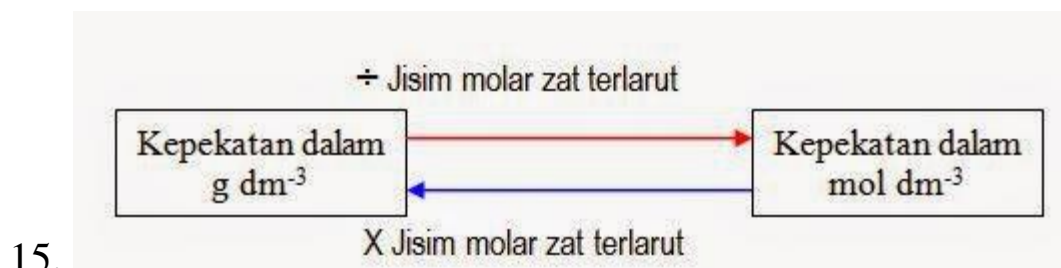 ÷ Jisim molar zat terlarut
Kepekatan dalam
g dm-3
Kepekatan dalam
mol dm-3
X Jisim molar zat terlarut
15.